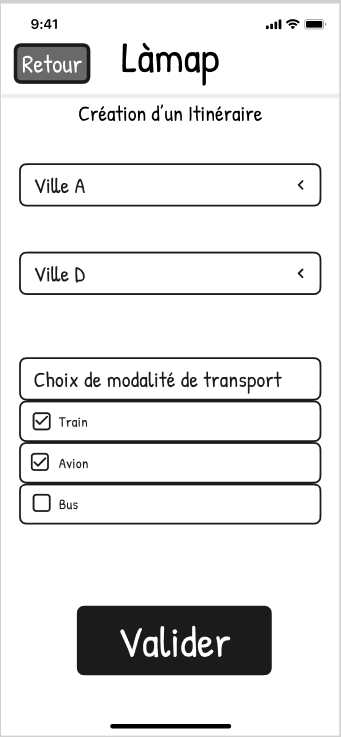 9:41
Retour
Làmap
Création d'un Itinéraire
Ville A
Ville D
Choix de modalité de transport
Train
Avion
Bus
Valider